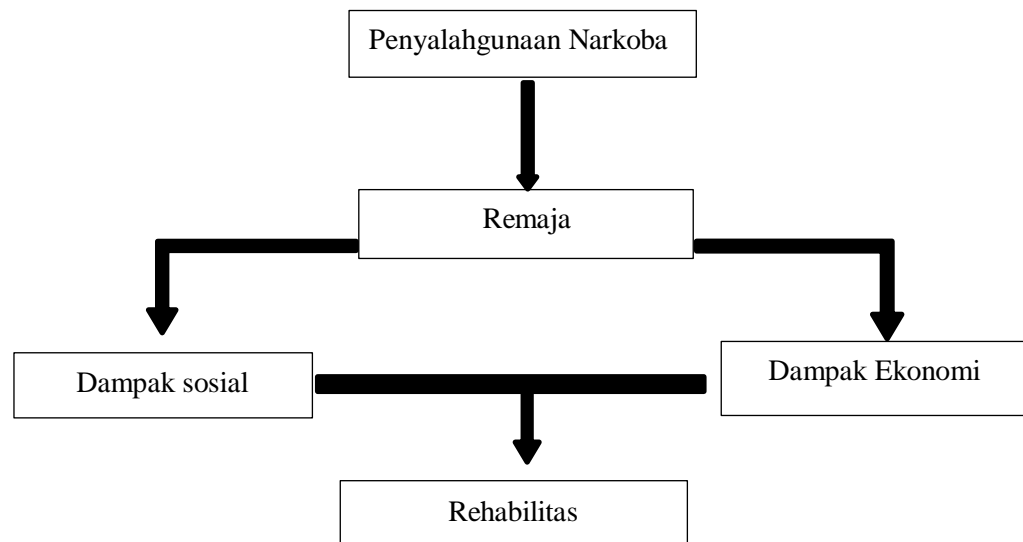 Penyalahgunaan Narkoba
Remaja
Dampak sosial
Dampak Ekonomi
Rehabilitas